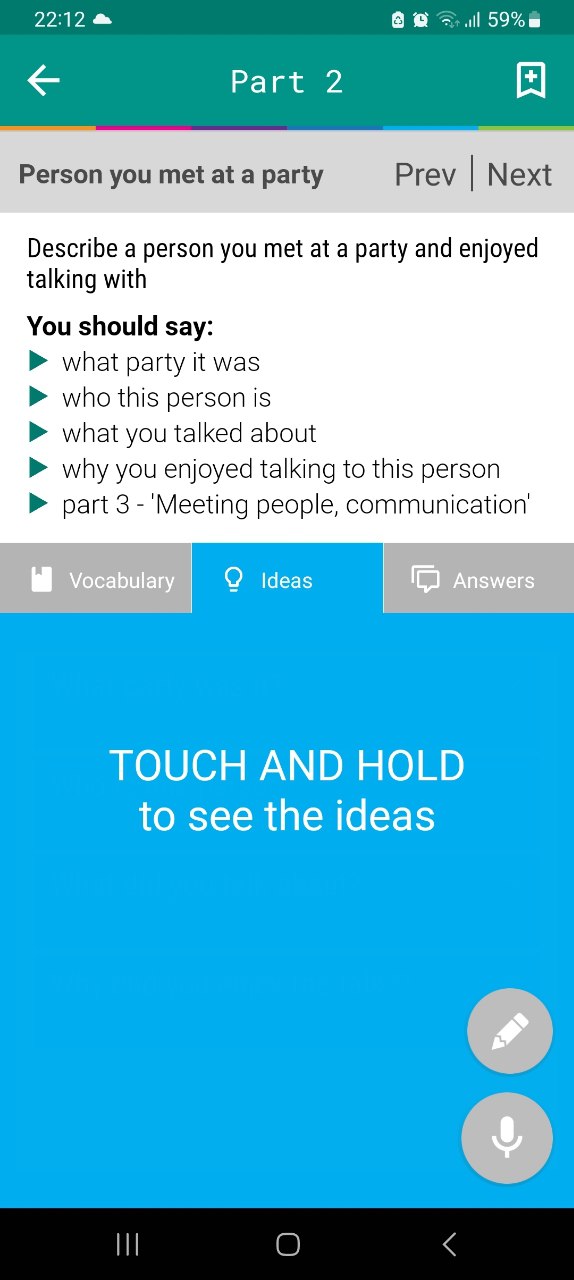 22:12 59%
Part 2
Person you met at a party Prev | Next
Describe a person you met at a party and enjoyed
talking with
You should say:
what party it was
who this person is
what you talked about
why you enjoyed talking to this person
part 3 - 'Meeting people, communication'
Vocabulary Ideas Answers
TOUCH AND HOLD
to see the ideas